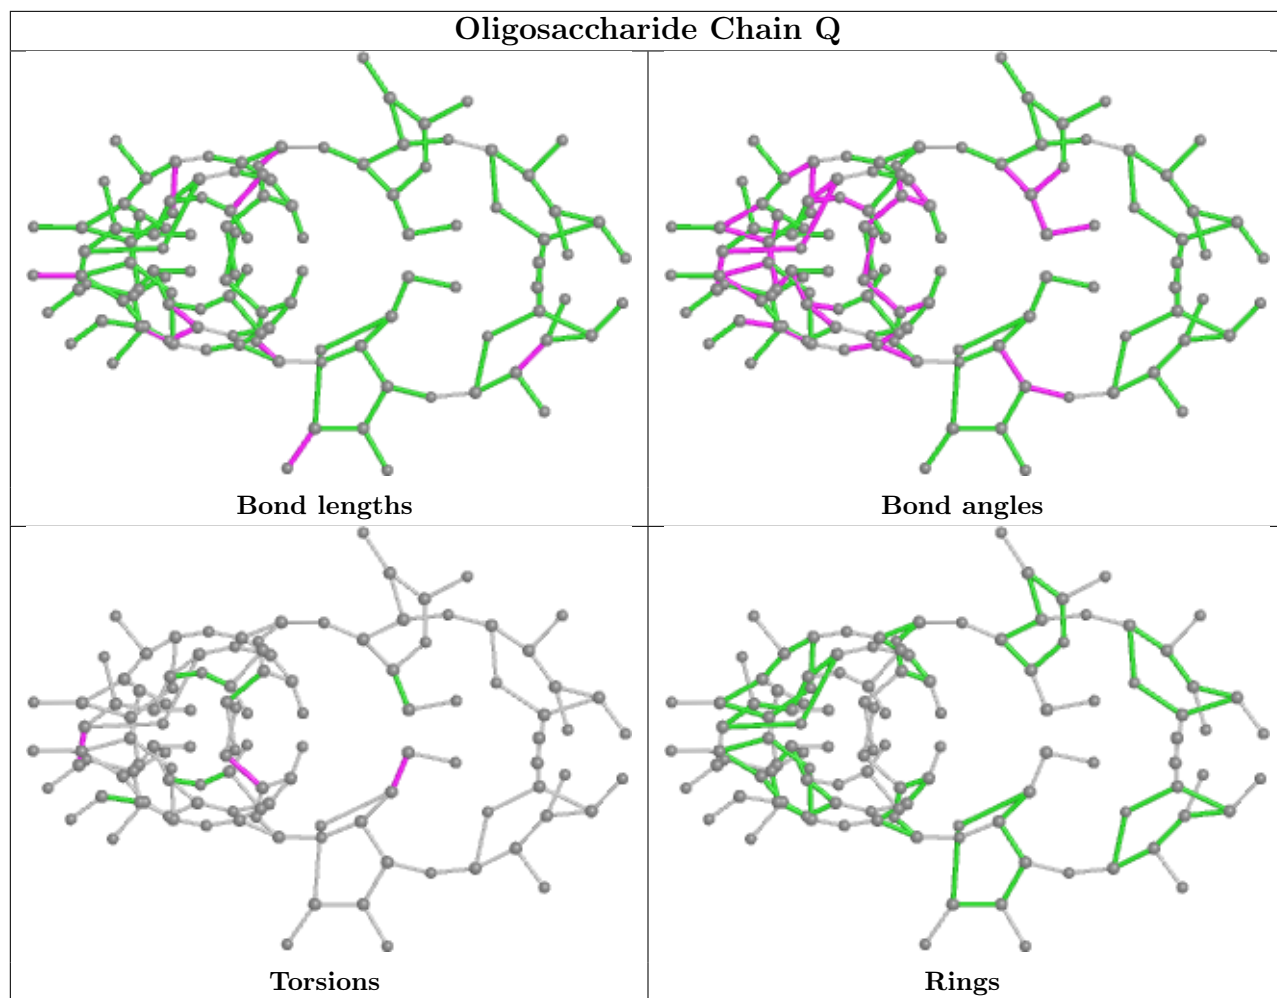 Oligosaccharide Chain Q
Bond lengths
Bond angles
Torsions
Rings